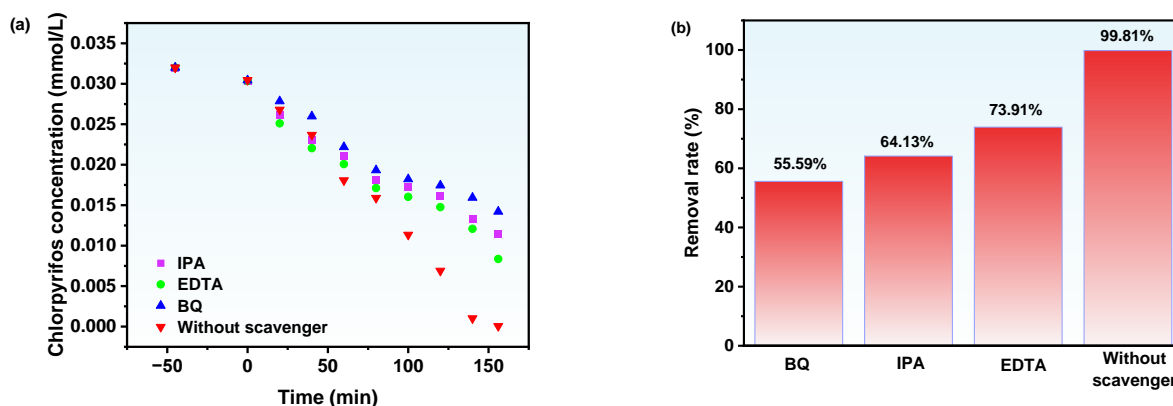 (a)
Chlorpyrifos concentration (mmol/L)
0.035
0.030
0.025
0.020
0.015
0.010
0.005
0.000
IPA
EDTA
BQ
Without scavenger
−50
0
50
100
150
Time (min)
(b)
Removal rate (%)
100
80
60
40
20
0
55.59%
64.13%
73.91%
99.81%
BQ
IPA
EDTA
Without
scavenger